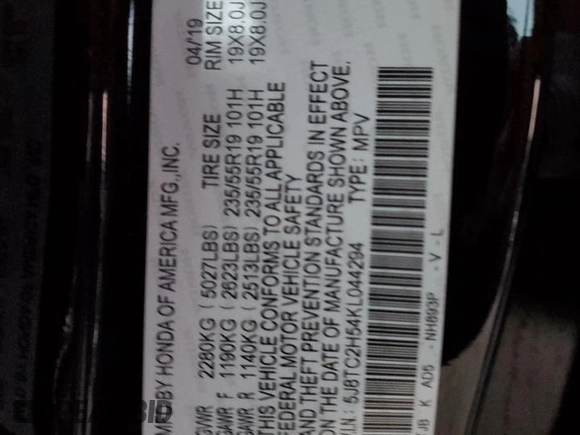 MFD BY HONDA OF AMERICA MFG.,INC. 04/'19
GVWR 2280KG (5027LBS) TIRE SIZE RIM SIZE
GAWR F 1190KG (2623LBS) 235/55R19 101H 19X8.0J
GAWR R 1140KG (2513LBS) 235/55R19 101H 19X8.0J
THIS VEHICLE CONFORMS TO ALL APPLICABLE
FEDERAL MOTOR VEHICLE SAFETY
AND THEFT PREVENTION STANDARDS IN EFFECT
ON THE DATE OF MANUFACTURE SHOWN ABOVE.
V.I.N: 5J8TC2H54KL044294 TYPE: MPV
TJB K AD5 - NH893P - V - L